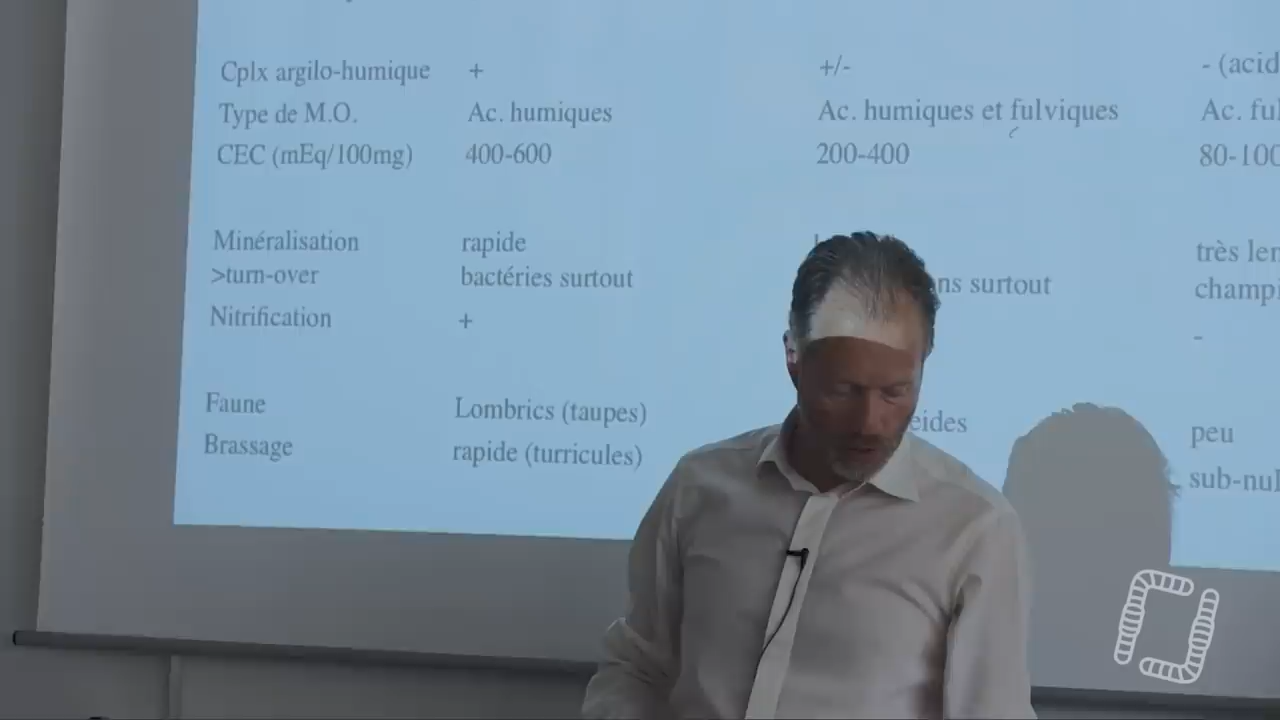 Cplx argilo-humique + +/- - (acid
Type de M.O. Ac. humiques Ac. humiques et fulviques Ac. ful
CEC (mEq/100mg) 400-600 200-400 80-100
Minéralisation rapide très len
>turn-over bactéries surtout surtout champi
Nitrification + -
Faune Lombrics (taupes) peu
Brassage rapide (turricules) sub-nul